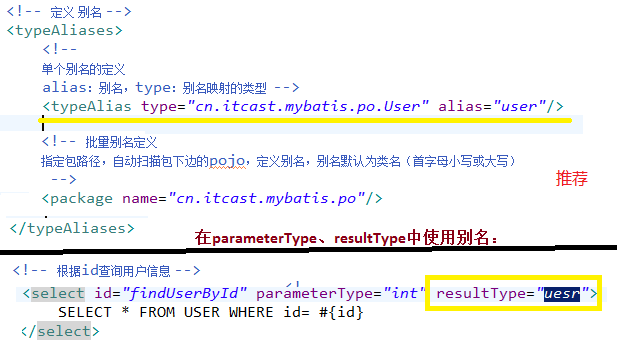 <!-- 定义 别名 -->
<typeAliases>
<!--
单个别名的定义
alias：别名，type：别名映射的类型 -->
<typeAlias type="cn.itcast.mybatis.po.User" alias="user"/>
<!-- 批量别名定义
指定包路径，自动扫描包下边的pojo，定义别名，别名默认为类名（首字母小写或大写）
-->
推荐
<package name="cn.itcast.mybatis.po"/>
</typeAliases>
在parameterType、resultType中使用别名：
<!-- 根据id查询用户信息 -->
<select id="findUserById" parameterType="int" resultType="uesr">
SELECT * FROM USER WHERE id= #{id}
</select>